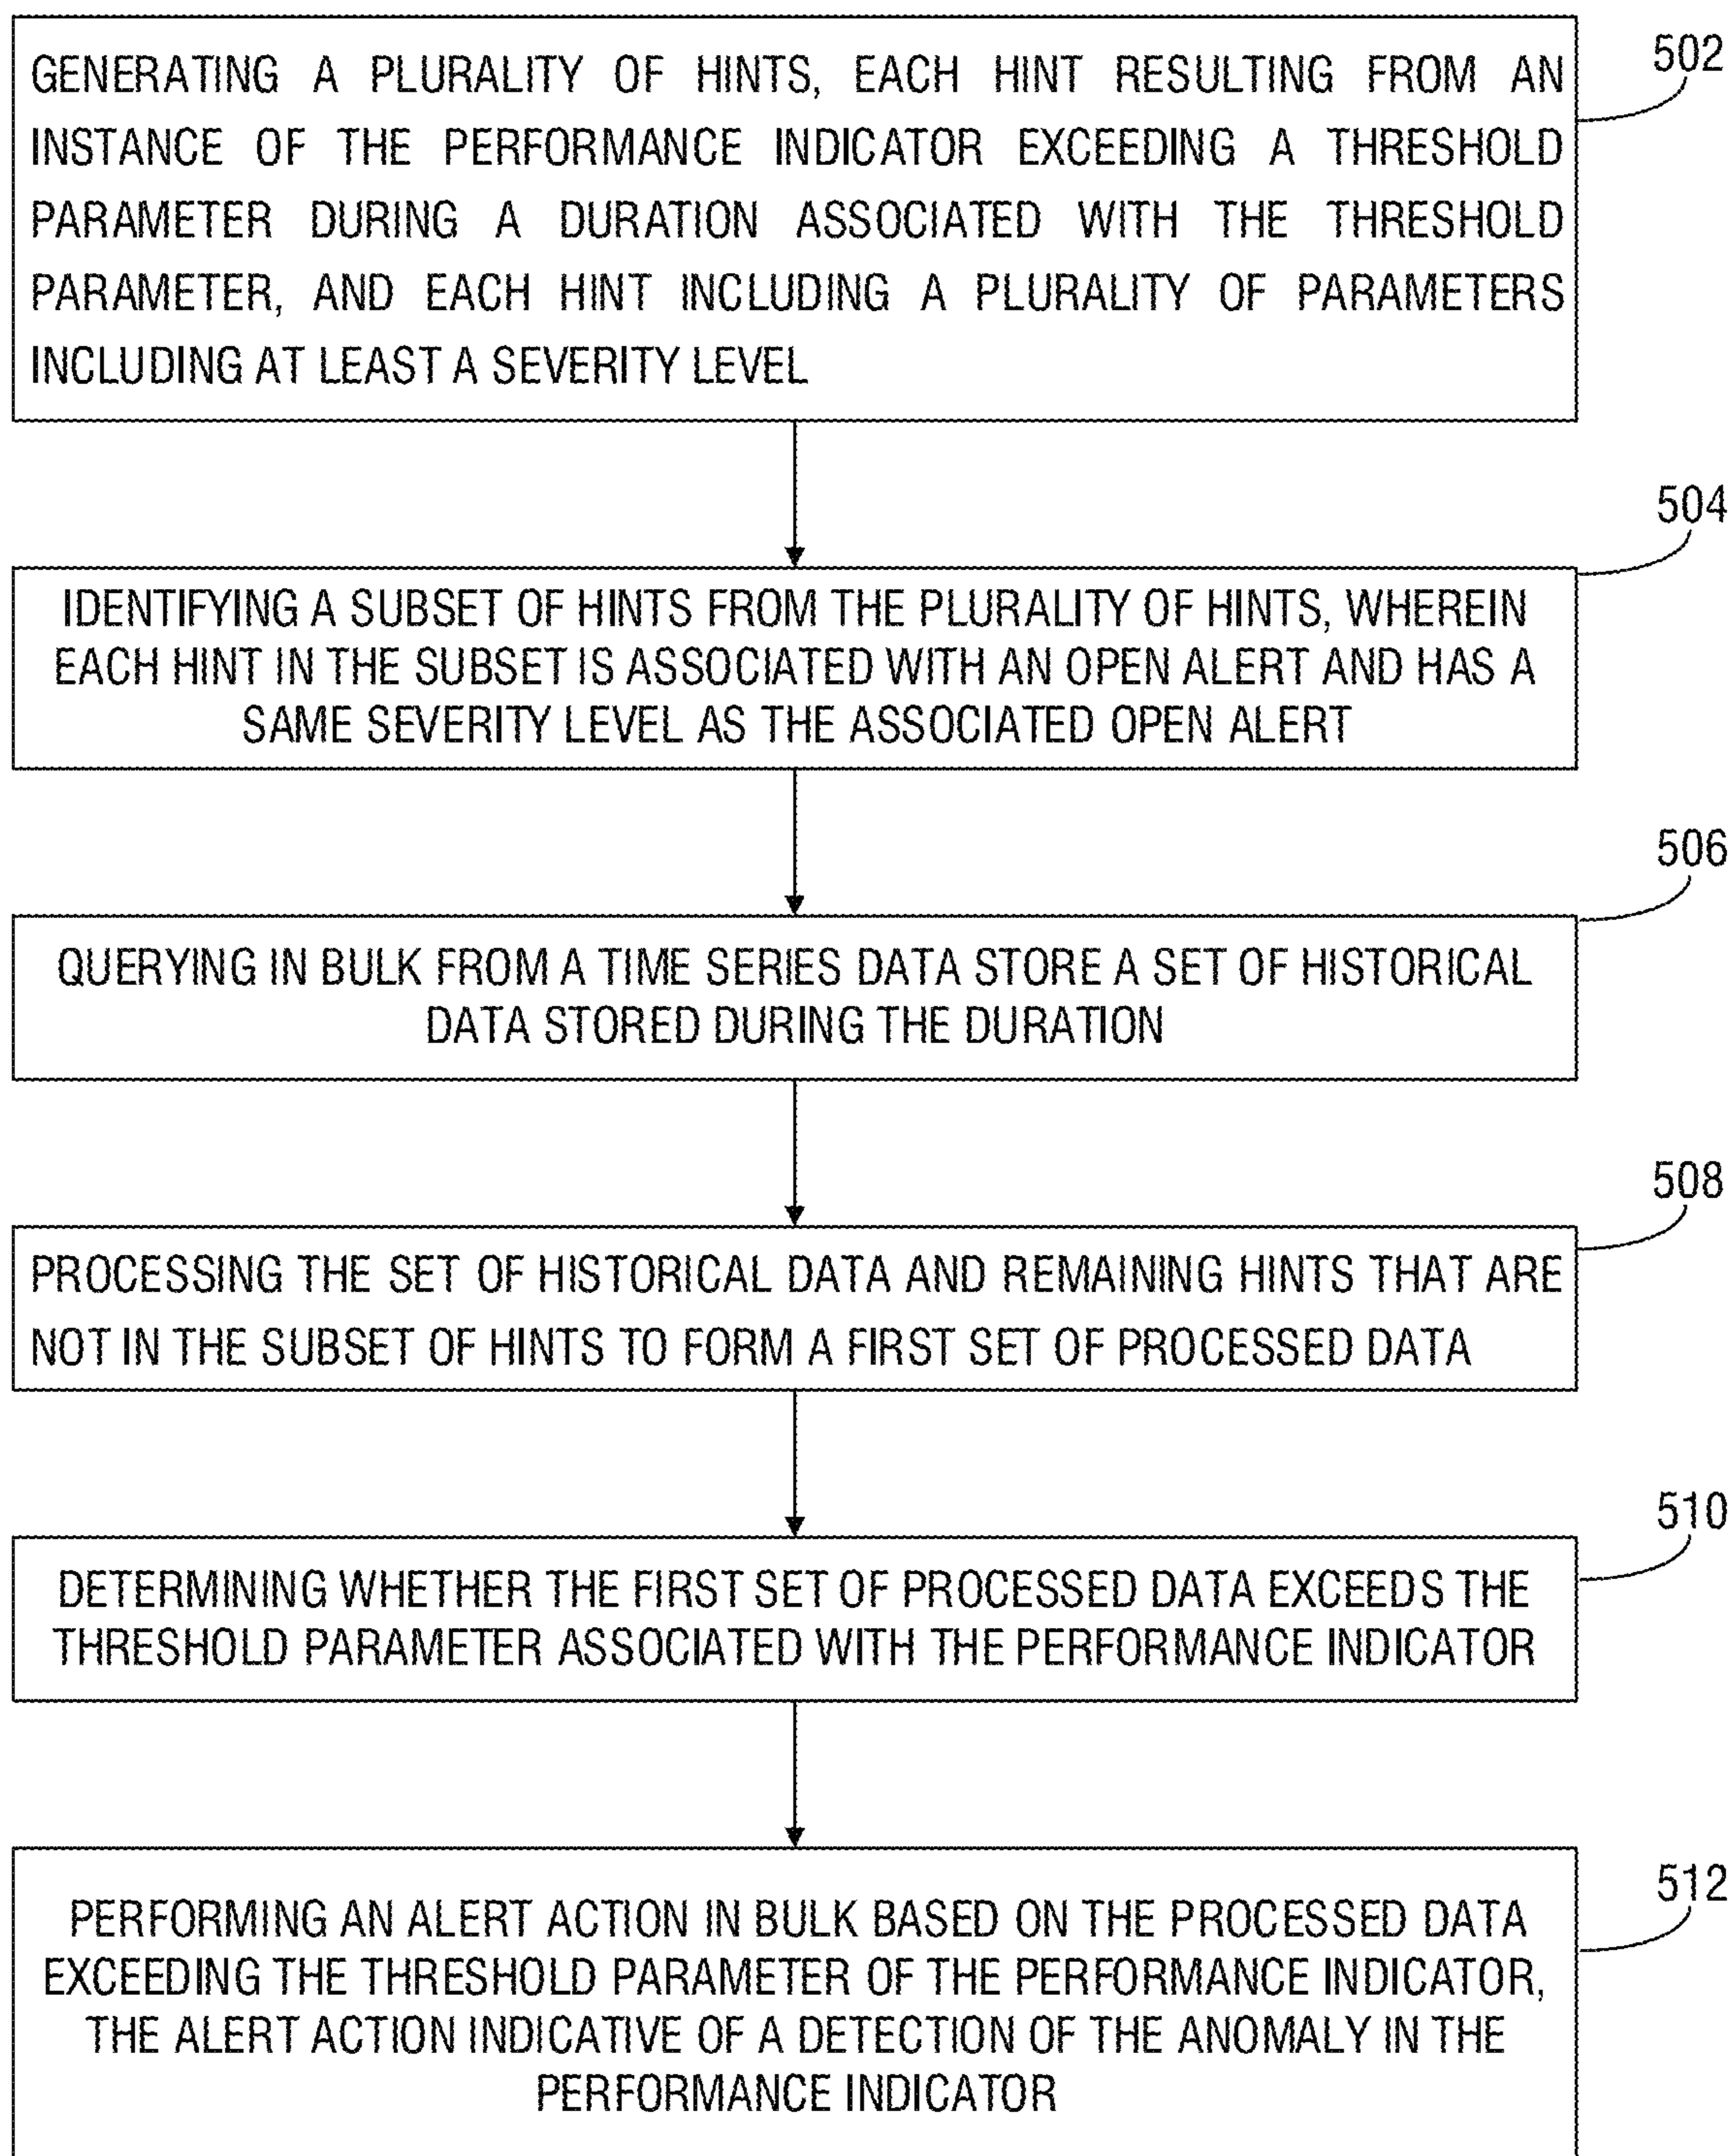 GENERATING A PLURALITY OF HINTS, EACH HINT RESULTING FROM AN
INSTANCE OF THE PERFORMANCE INDICATOR EXCEEDING A THRESHOLD
PARAMETER DURING A DURATION ASSOCIATED WITH THE THRESHOLD
PARAMETER, AND EACH HINT INCLUDING A PLURALITY OF PARAMETERS
INCLUDING AT LEAST A SEVERITY LEVEL
502
504
IDENTIFYING A SUBSET OF HINTS FROM THE PLURALITY OF HINTS, WHEREIN
EACH HINT IN THE SUBSET IS ASSOCIATED WITH AN OPEN ALERT AND HAS A
SAME SEVERITY LEVEL AS THE ASSOCIATED OPEN ALERT
506
QUERYING IN BULK FROM A TIME SERIES DATA STORE A SET OF HISTORICAL
DATA STORED DURING THE DURATION
508
PROCESSING THE SET OF HISTORICAL DATA AND REMAINING HINTS THAT ARE
NOT IN THE SUBSET OF HINTS TO FORM A FIRST SET OF PROCESSED DATA
510
DETERMINING WHETHER THE FIRST SET OF PROCESSED DATA EXCEEDS THE
THRESHOLD PARAMETER ASSOCIATED WITH THE PERFORMANCE INDICATOR
512
PERFORMING AN ALERT ACTION IN BULK BASED ON THE PROCESSED DATA
EXCEEDING THE THRESHOLD PARAMETER OF THE PERFORMANCE INDICATOR,
THE ALERT ACTION INDICATIVE OF A DETECTION OF THE ANOMALY IN THE
PERFORMANCE INDICATOR